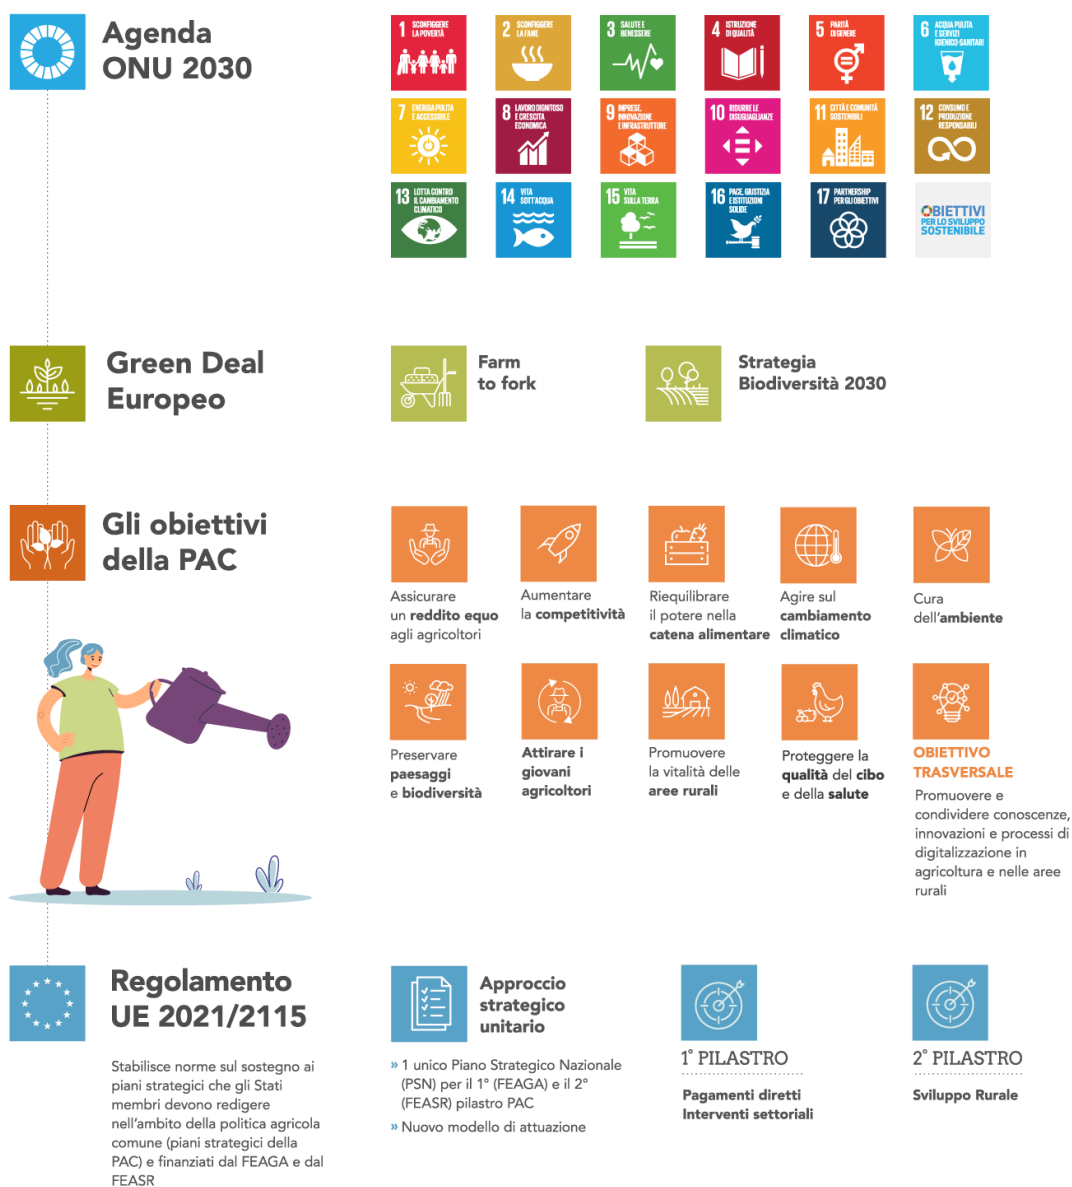 Agenda
ONU 2030
1 SCONFIGGERE
LA POVERTÀ
2 SCONFIGGERE
LA FAME
3 SALUTE E
BENESSERE
4 ISTRUZIONE
DI QUALITÀ
5 PARITÀ
DI GENERE
6 ACQUA PULITA
E SERVIZI
IGIENICO-SANITARI
7 ENERGIA PULITA
E ACCESSIBILE
8 LAVORO DIGNITOSO
E CRESCITA
ECONOMICA
9 IMPRESE,
INNOVAZIONE
E INFRASTRUTTURE
10 RIDURRE LE
DISUGUAGLIANZE
11 CITTÀ E COMUNITÀ
SOSTENIBILI
12 CONSUMO E
PRODUZIONE
RESPONSABILI
13 LOTTA CONTRO
IL CAMBIAMENTO
CLIMATICO
14 VITA
SOTT'ACQUA
15 VITA
SULLA TERRA
16 PACE, GIUSTIZIA
E ISTITUZIONI
SOLIDE
17 PARTNERSHIP
PER GLI OBIETTIVI
OBIETTIVI
PER LO SVILUPPO
SOSTENIBILE
Green Deal
Europeo
Farm
to fork
Strategia
Biodiversità 2030
Gli obiettivi
della PAC
Assicurare
un reddito equo
agli agricoltori
Aumentare
la competitività
Riequilibrare
il potere nella
catena alimentare
Agire sul
cambiamento
climatico
Cura
dell'ambiente
Preservare
paesaggi
e biodiversità
Attirare i
giovani
agricoltori
Promuovere
la vitalità delle
aree rurali
Proteggere la
qualità del cibo
e della salute
OBIETTIVO
TRASVERSALE
Promuovere e
condividere conoscenze,
innovazioni e processi di
digitalizzazione in
agricoltura e nelle aree
rurali
Regolamento
UE 2021/2115
Stabilisce norme sul sostegno ai
piani strategici che gli Stati
membri devono redigere
nell'ambito della politica agricola
comune (piani strategici della
PAC) e finanziati dal FEAGA e dal
FEASR
Approccio
strategico
unitario
» 1 unico Piano Strategico Nazionale
(PSN) per il 1° (FEAGA) e il 2°
(FEASR) pilastro PAC
» Nuovo modello di attuazione
1° PILASTRO
Pagamenti diretti
Interventi settoriali
2° PILASTRO
Sviluppo Rurale